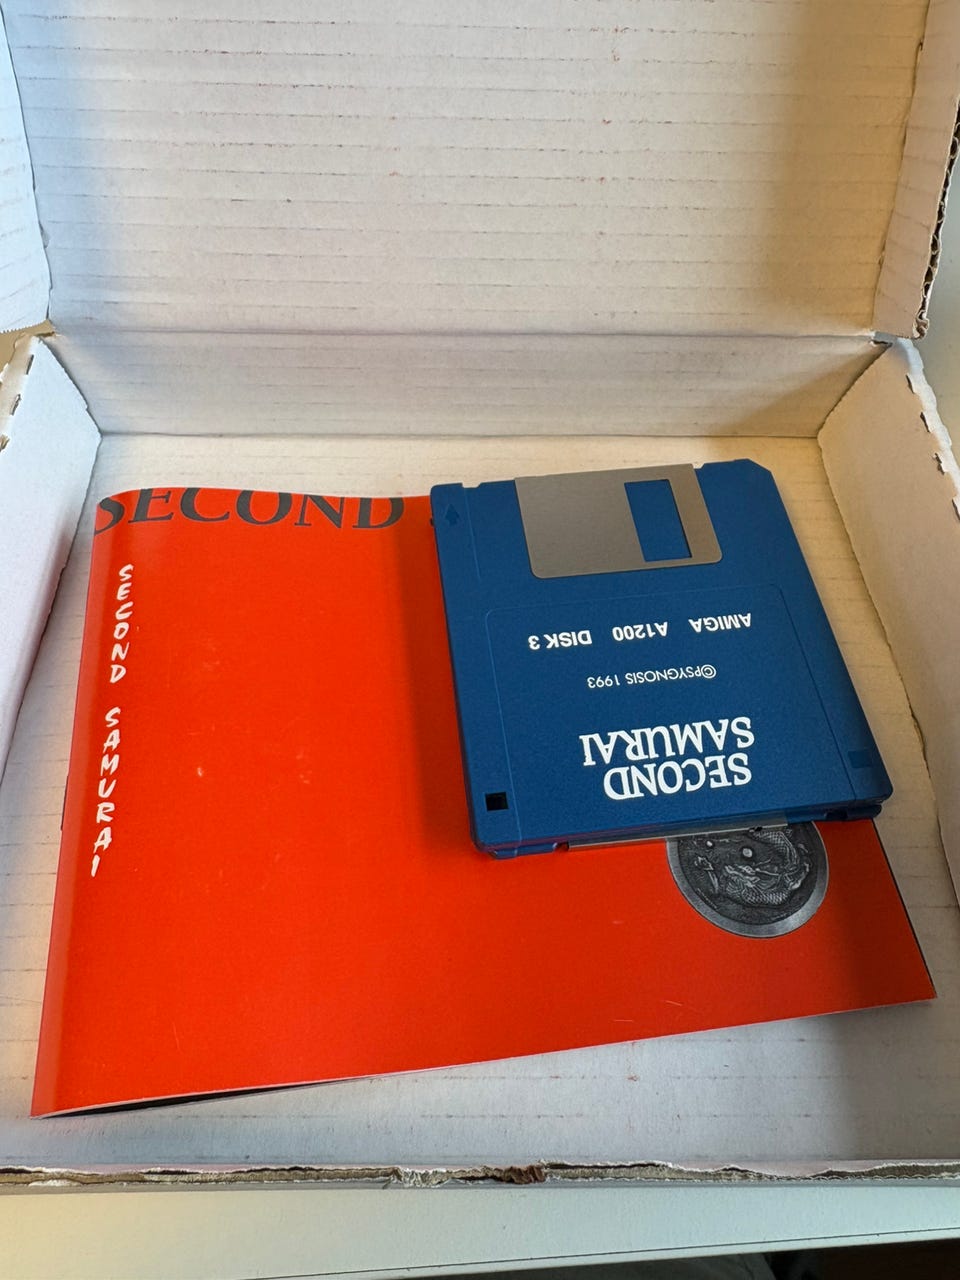 SECOND
SECOND SAMURAI
SECOND
SAMURAI
©PSYGNOSIS 1993
AMIGA A1200 DISK 3